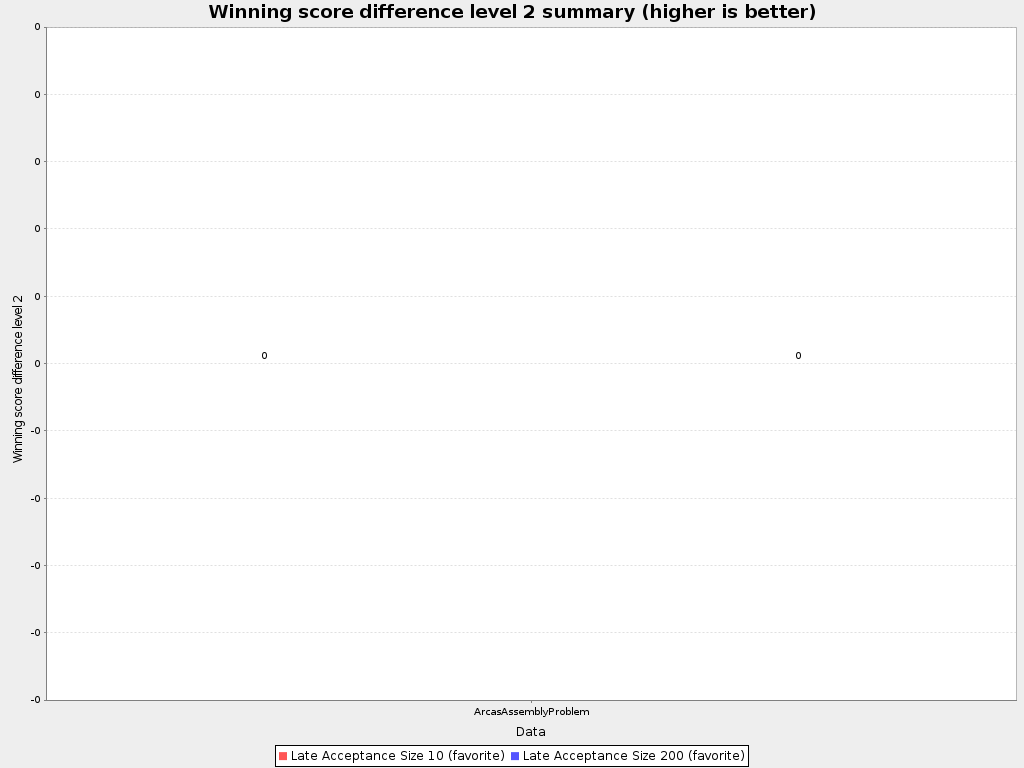 Winning score difference level 2 summary (higher is better)
0
0
0
0
0
0
-0
-0
-0
-0
-0
Winning score difference level 2
0 0
ArcasAssemblyProblem
Data
Late Acceptance Size 10 (favorite) Late Acceptance Size 200 (favorite)